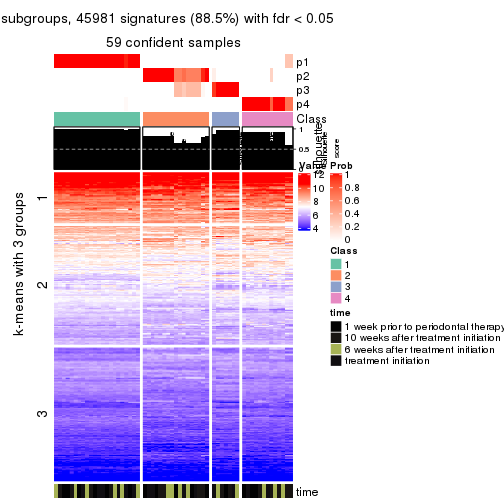 subgroups, 45981 signatures (88.5%) with fdr < 0.05
59 confident samples
p1
p2
p3
p4
Class
1
0.5
0
silhouette
score
k-means with 3 groups
1
2
3
Value
12
10
8
6
4
Prob
1
0.8
0.6
0.4
0.2
0
Class
1
2
3
4
time
1 week prior to periodontal therapy
10 weeks after treatment initiation
6 weeks after treatment initiation
treatment initiation
time